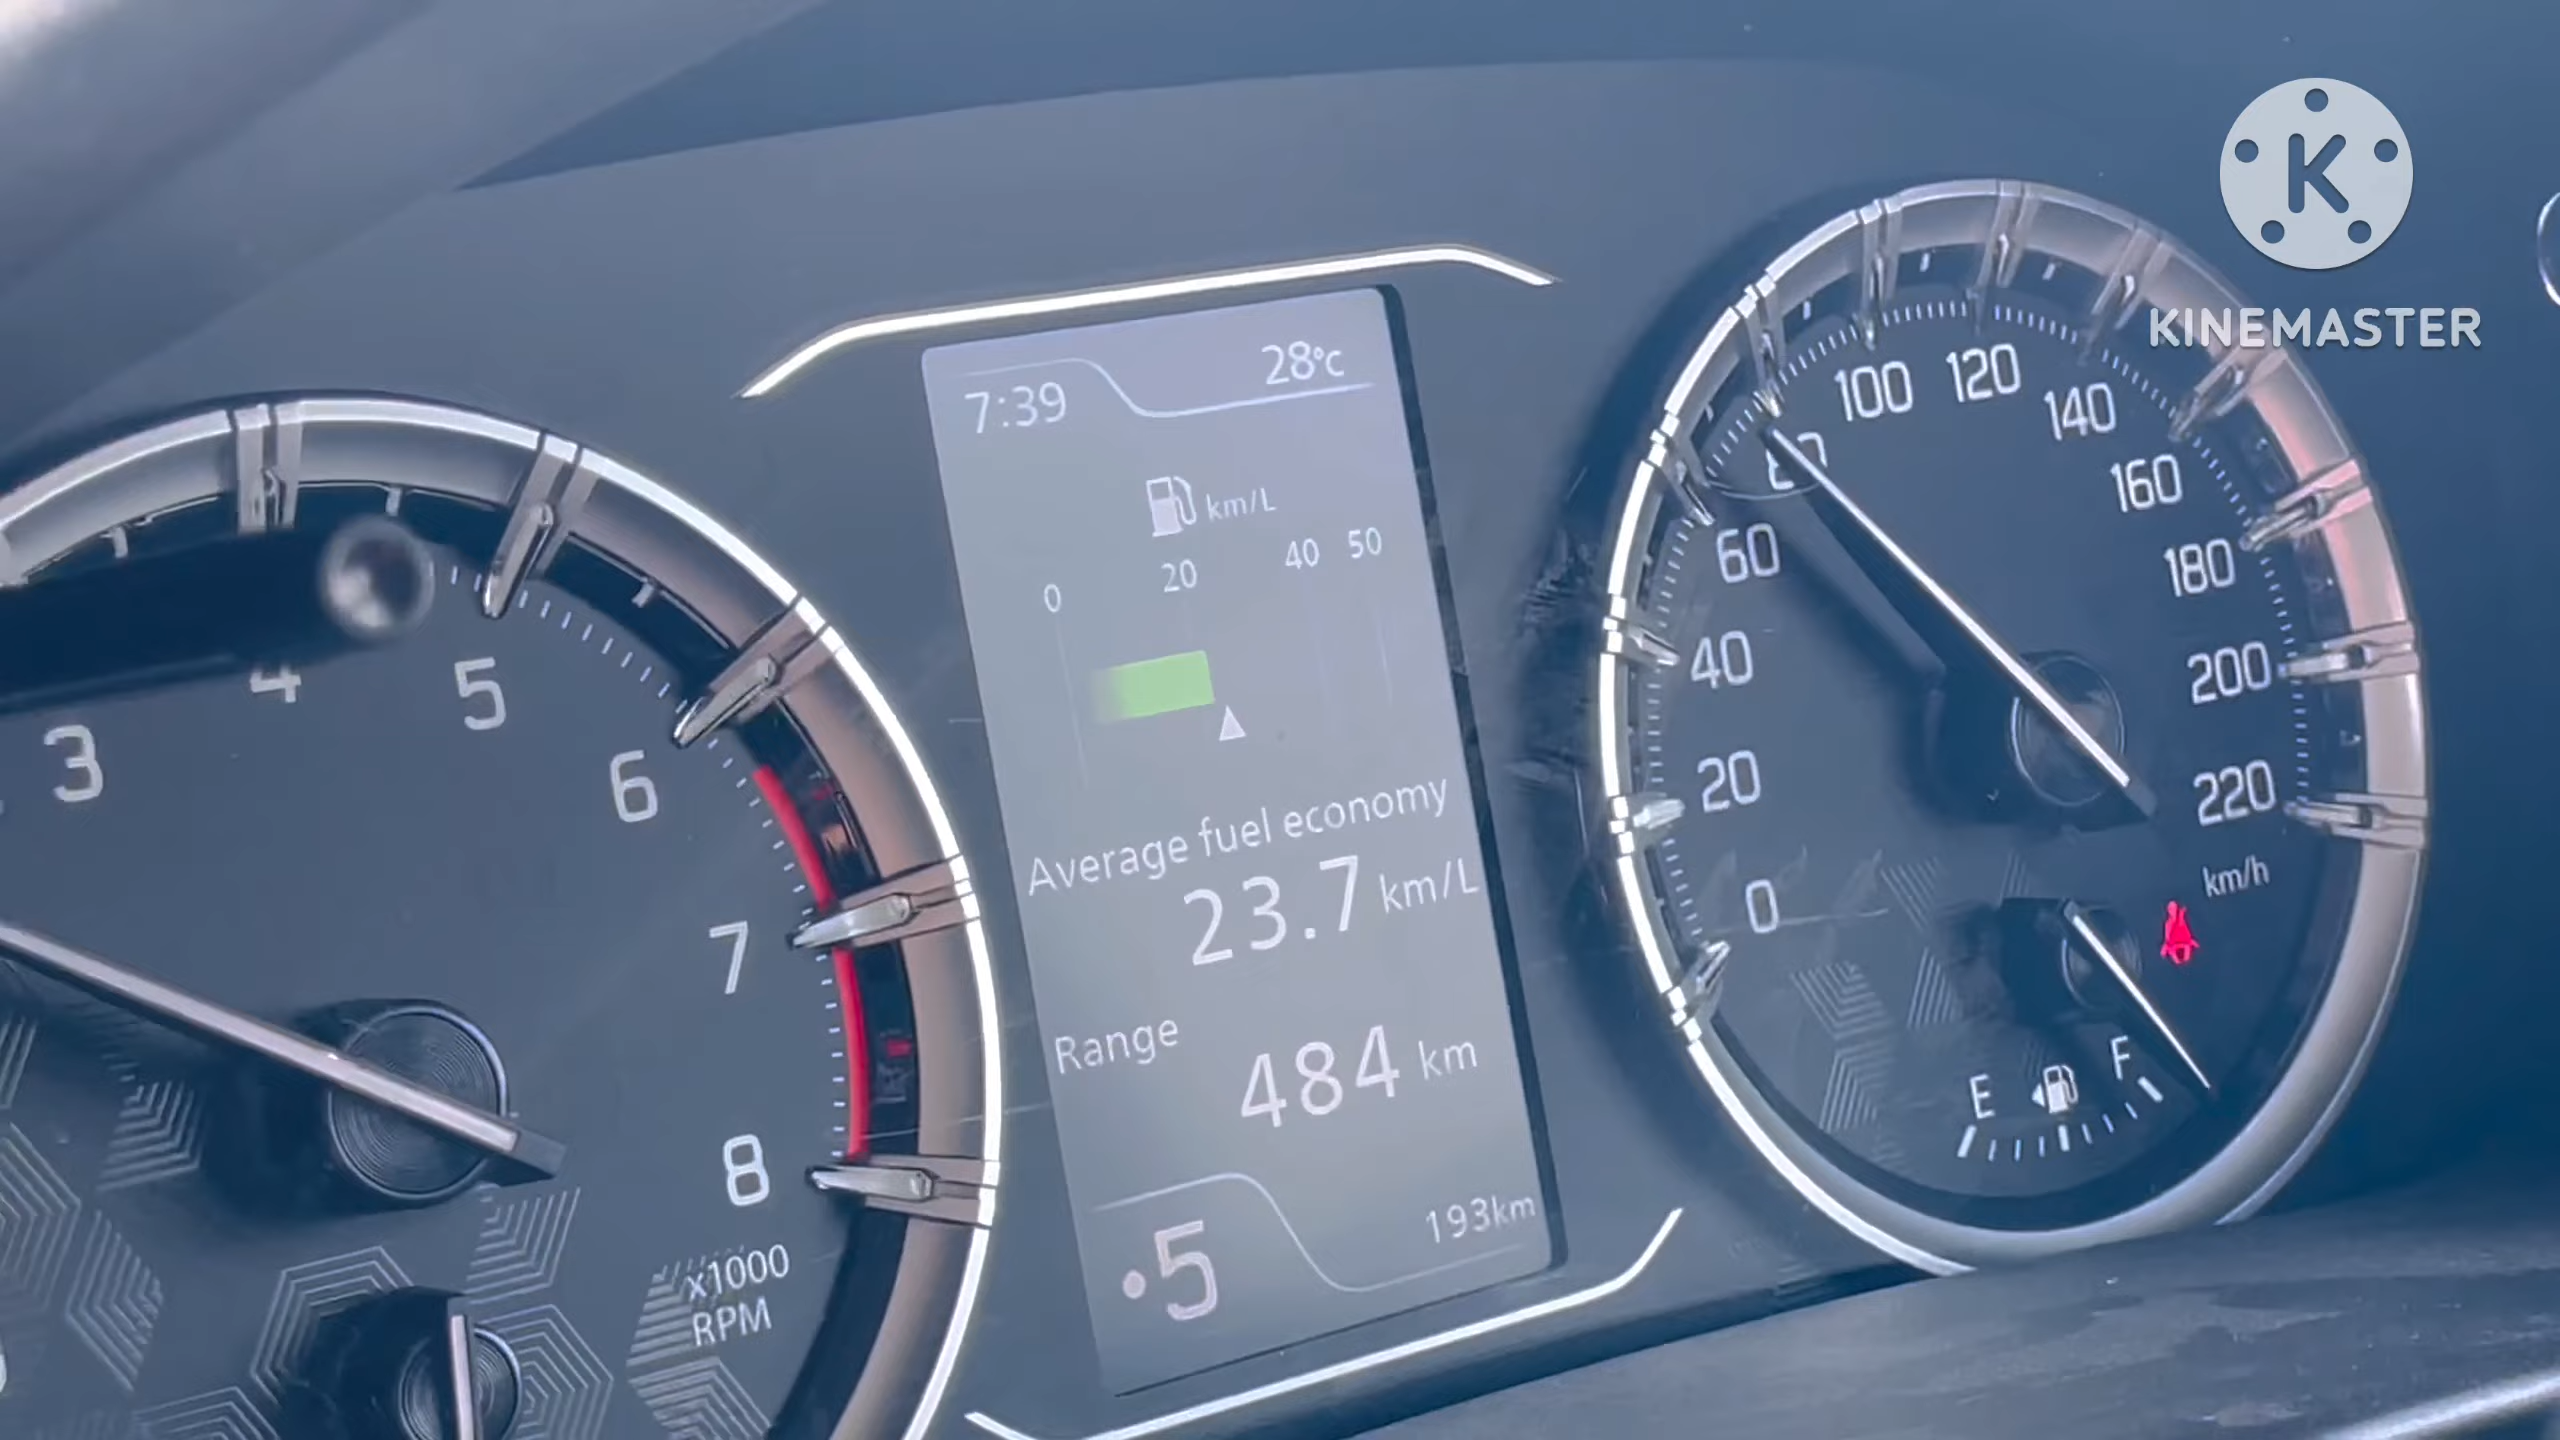 7:39 28°C
km/L
0 20 40 50
Average fuel economy
23.7 km/L
Range
484 km
•5 193km
3 4 5 6 7 8
x1000
RPM
0 20 40 60 80 100 120 140 160 180 200 220
km/h
E F
K
KINEMASTER